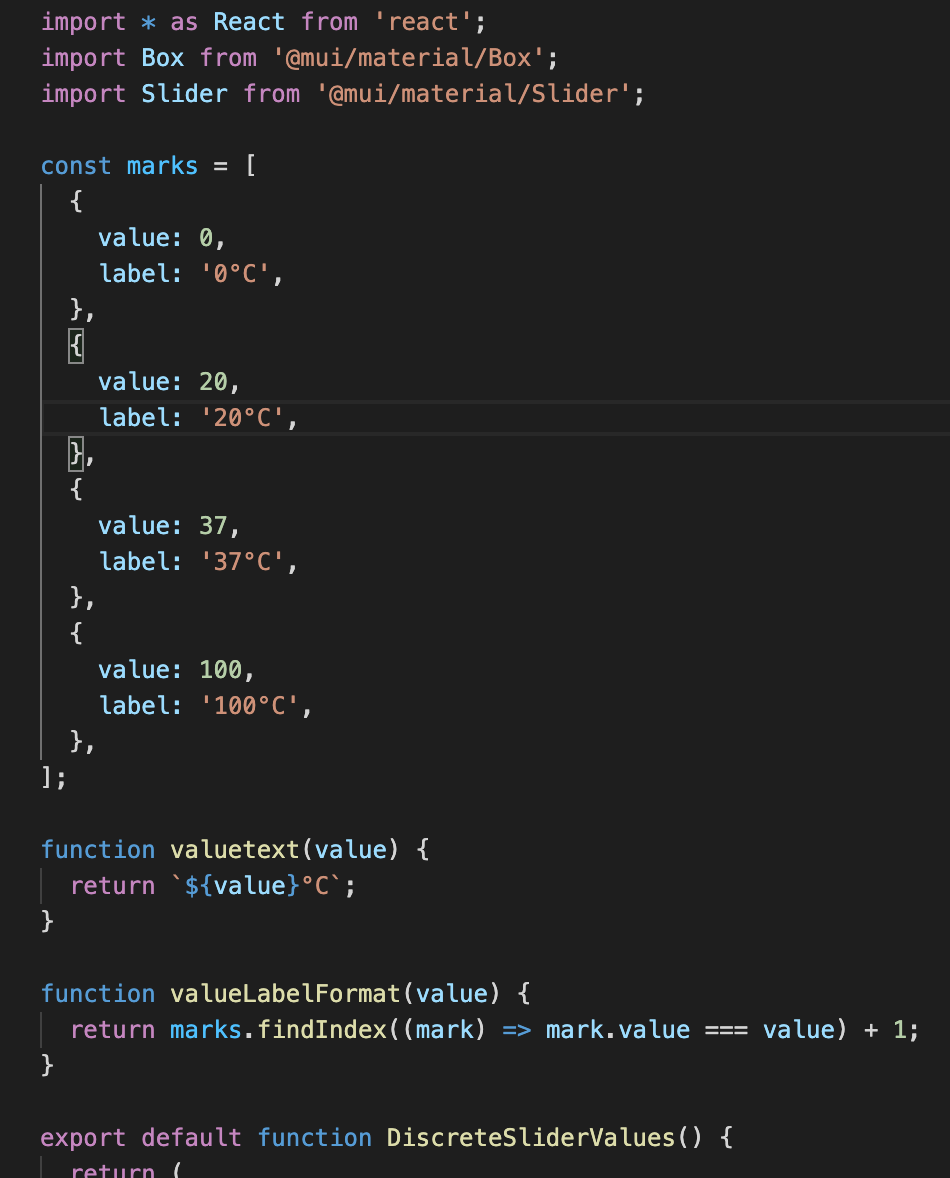 import * as React from 'react';
import Box from '@mui/material/Box';
import Slider from '@mui/material/Slider';

const marks = [
  {
    value: 0,
    label: '0°C',
  },
  {
    value: 20,
    label: '20°C',
  },
  {
    value: 37,
    label: '37°C',
  },
  {
    value: 100,
    label: '100°C',
  },
];

function valuetext(value) {
  return `${value}°C`;
}

function valueLabelFormat(value) {
  return marks.findIndex((mark) => mark.value === value) + 1;
}

export default function DiscreteSliderValues() {
  return (